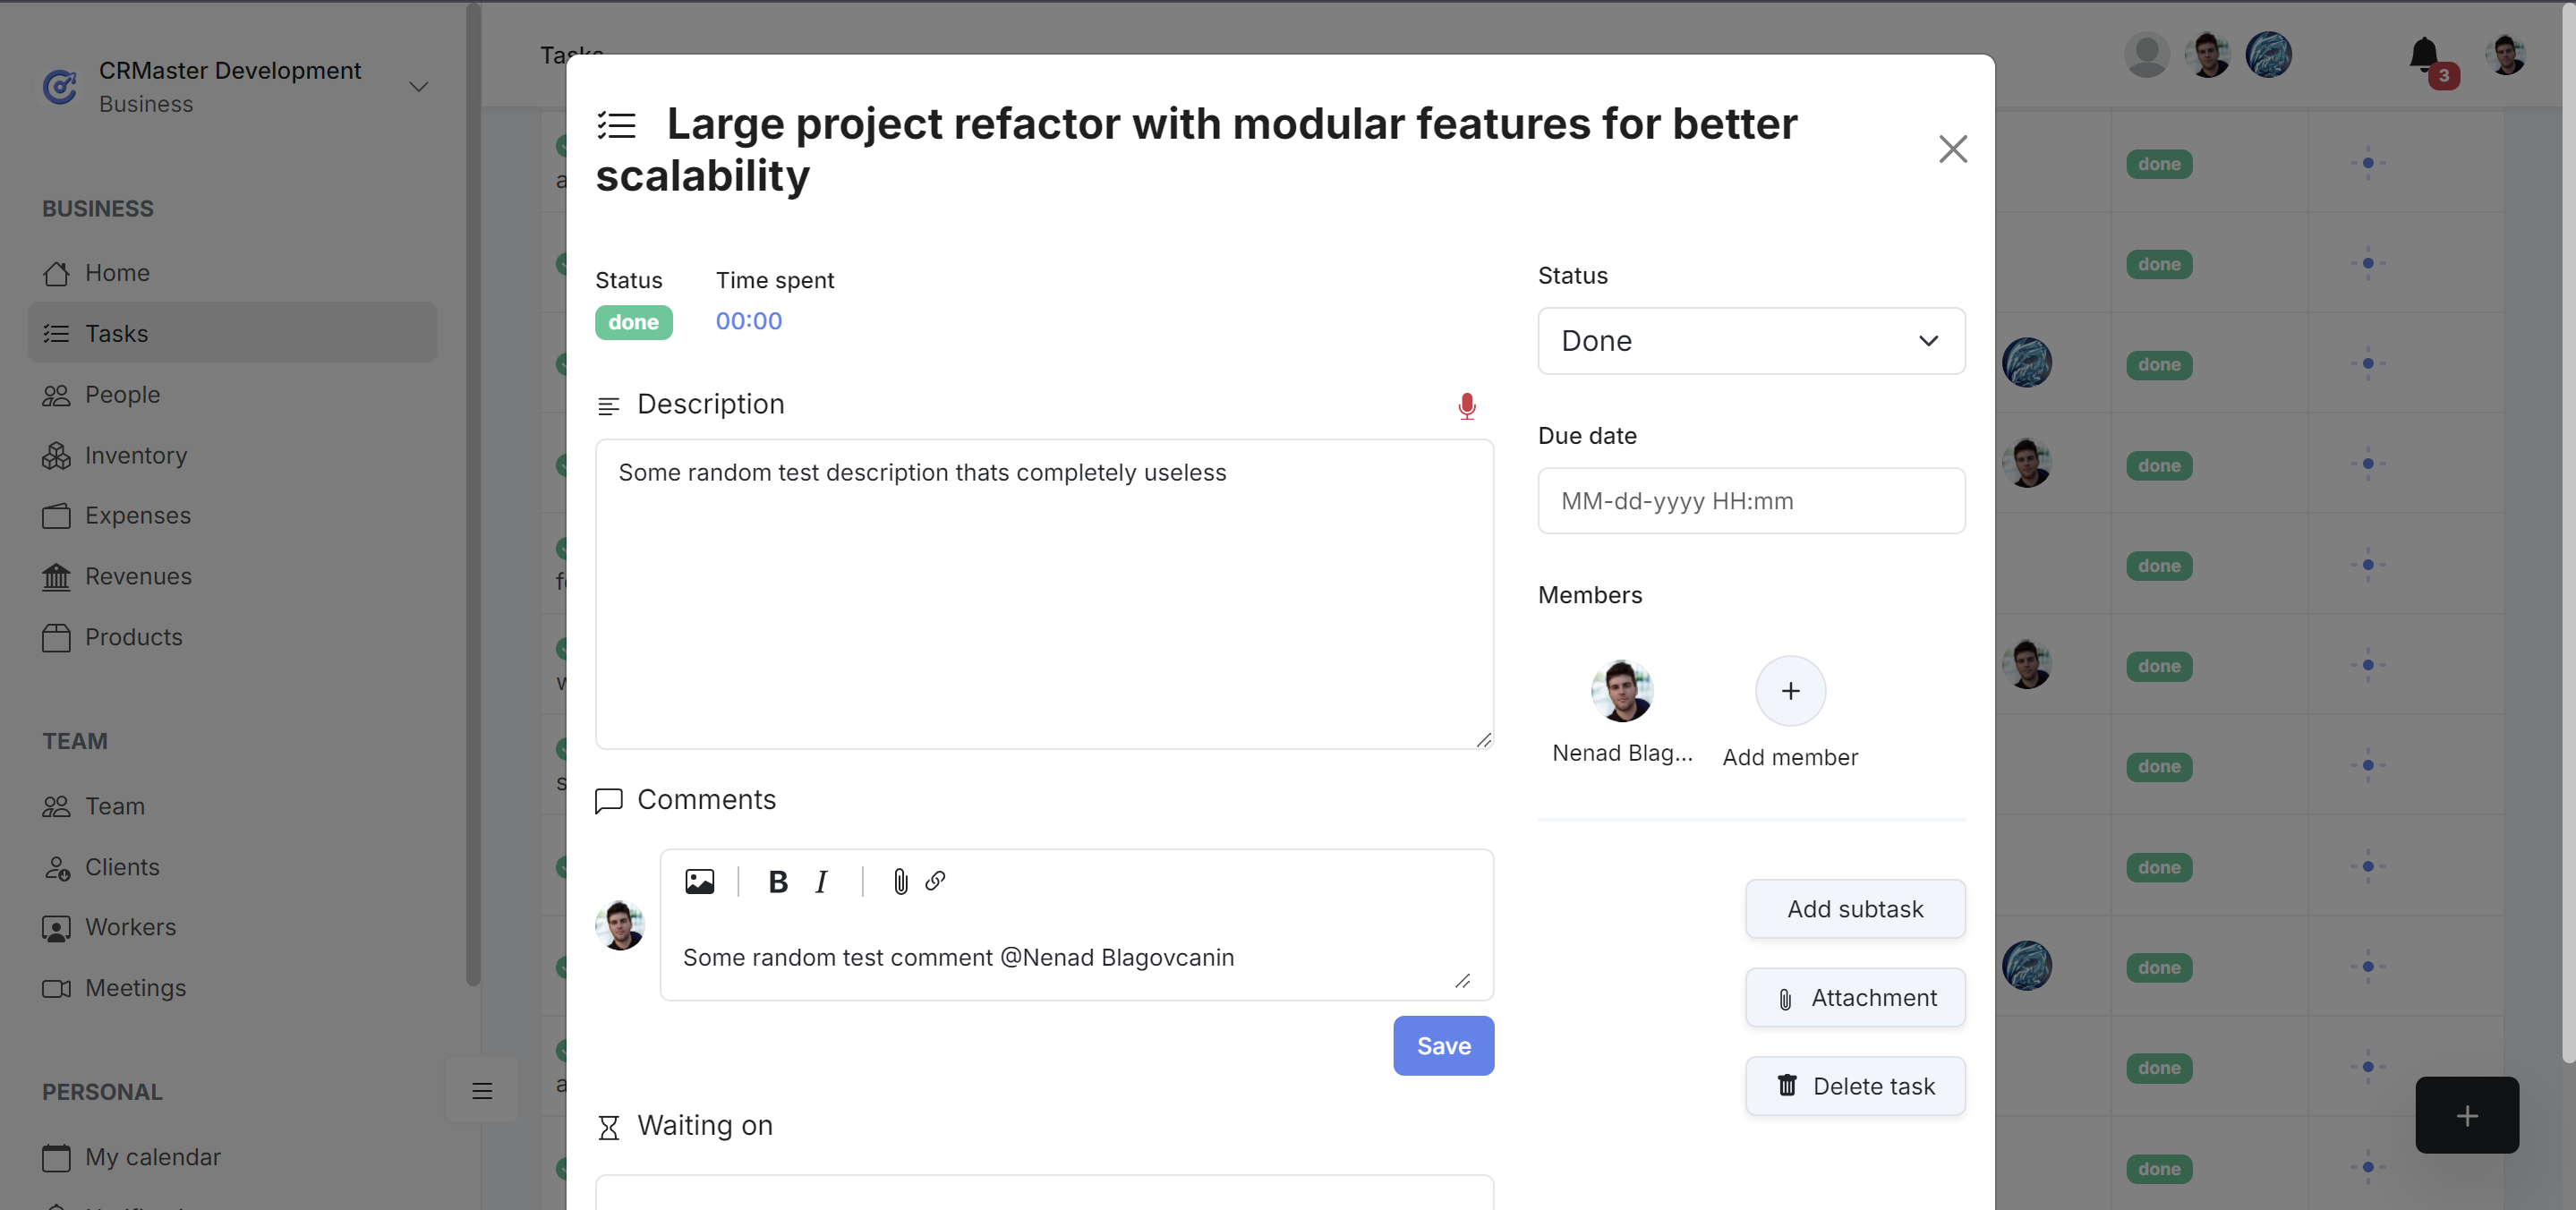 CRMaster Development
Business
BUSINESS
Home
Tasks
People
Inventory
Expenses
Revenues
Products
TEAM
Team
Clients
Workers
Meetings
PERSONAL
My calendar
Tasks
3
Large project refactor with modular features for better
scalability
Status
done
Time spent
00:00
Description
Some random test description thats completely useless
Comments
B I
Some random test comment @Nenad Blagovcanin
Save
Waiting on
Status
Done
Due date
MM-dd-yyyy HH:mm
Members
Nenad Blag...
Add member
Add subtask
Attachment
Delete task
done
done
done
done
done
done
done
done
done
done
done